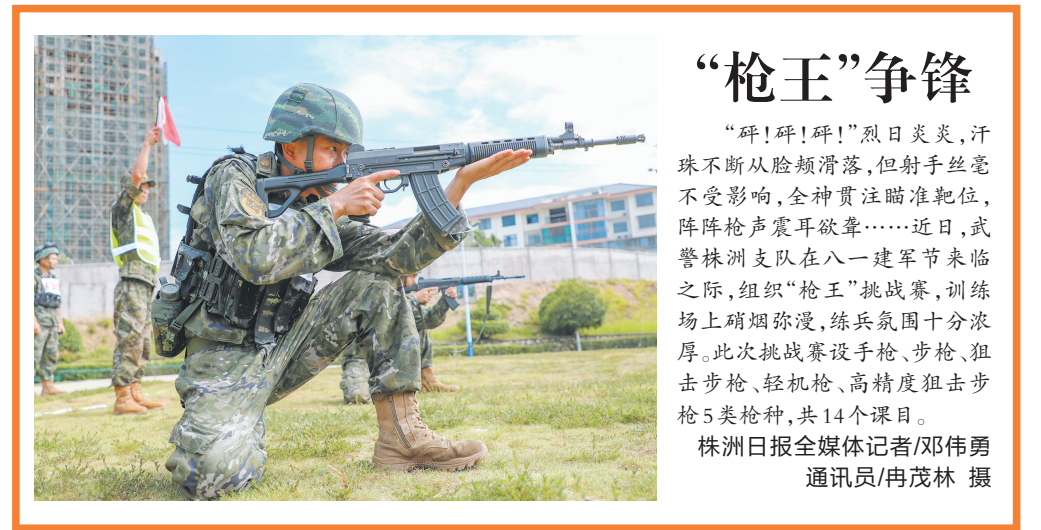 “枪王”争锋
“砰！砰！砰！”烈日炎炎，汗
珠不断从脸颊滑落，但射手丝毫
不受影响，全神贯注瞄准靶位，
阵阵枪声震耳欲聋……近日，武
警株洲支队在八一建军节来临
之际，组织“枪王”挑战赛，训练
场上硝烟弥漫，练兵氛围十分浓
厚。此次挑战赛设手枪、步枪、狙
击步枪、轻机枪、高精度狙击步
枪5类枪种，共14个课目。
株洲日报全媒体记者/邓伟勇
通讯员/冉茂林 摄